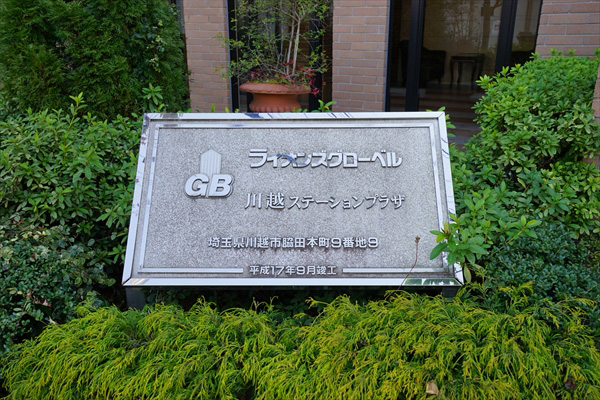 GB
ライオンズグローベル
川越ステーションプラザ
埼玉県川越市脇田本町9番地9
平成17年9月竣工